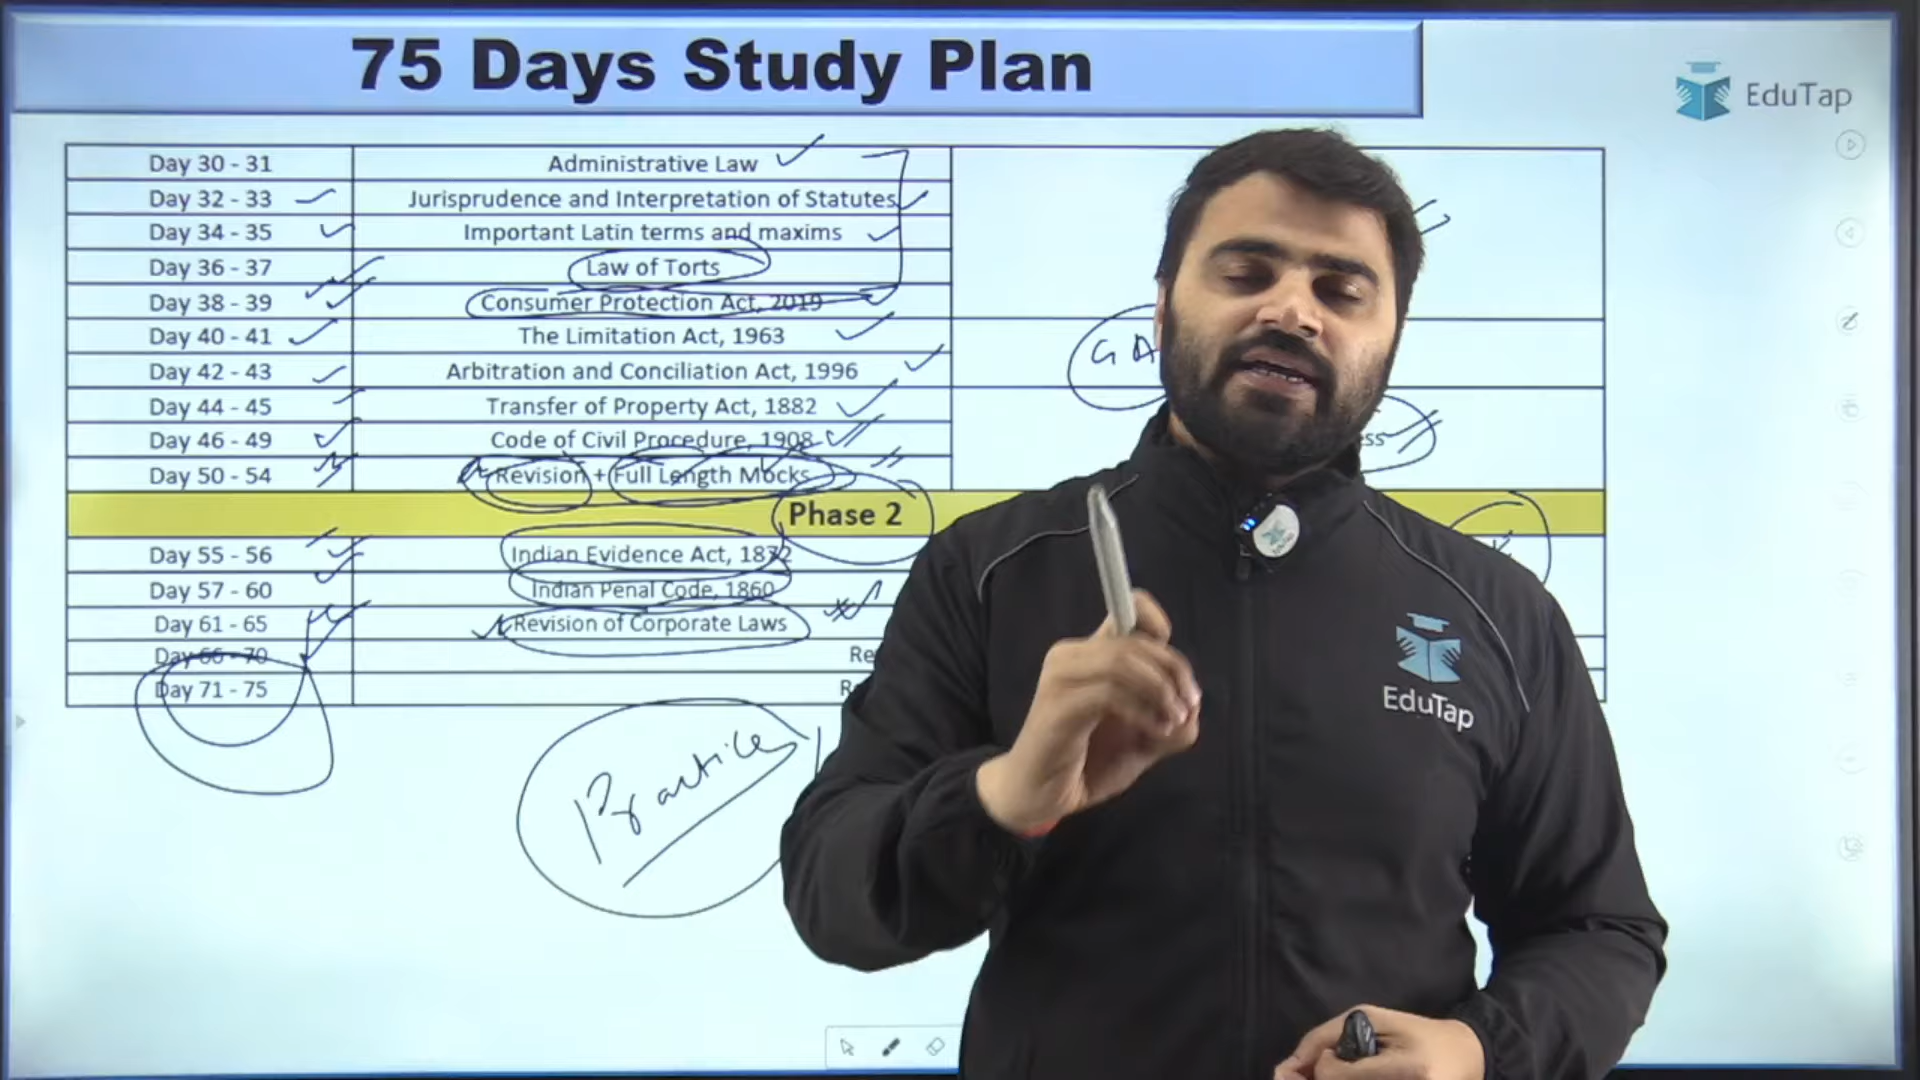 75 Days Study Plan
EduTap
Day 30 - 31 Administrative Law
Day 32 - 33 Jurisprudence and Interpretation of Statutes
Day 34 - 35 Important Latin terms and maxims
Day 36 - 37 Law of Torts
Day 38 - 39 Consumer Protection Act, 2019
Day 40 - 41 The Limitation Act, 1963
G A
Day 42 - 43 Arbitration and Conciliation Act, 1996
Day 44 - 45 Transfer of Property Act, 1882
Day 46 - 49 Code of Civil Procedure, 1908
Day 50 - 54 Revision + Full Length Mocks
Phase 2
Day 55 - 56 Indian Evidence Act, 1872
Day 57 - 60 Indian Penal Code, 1860
Day 61 - 65 Revision of Corporate Laws
Day 66 - 70 Re
Day 71 - 75
Practice
EduTap